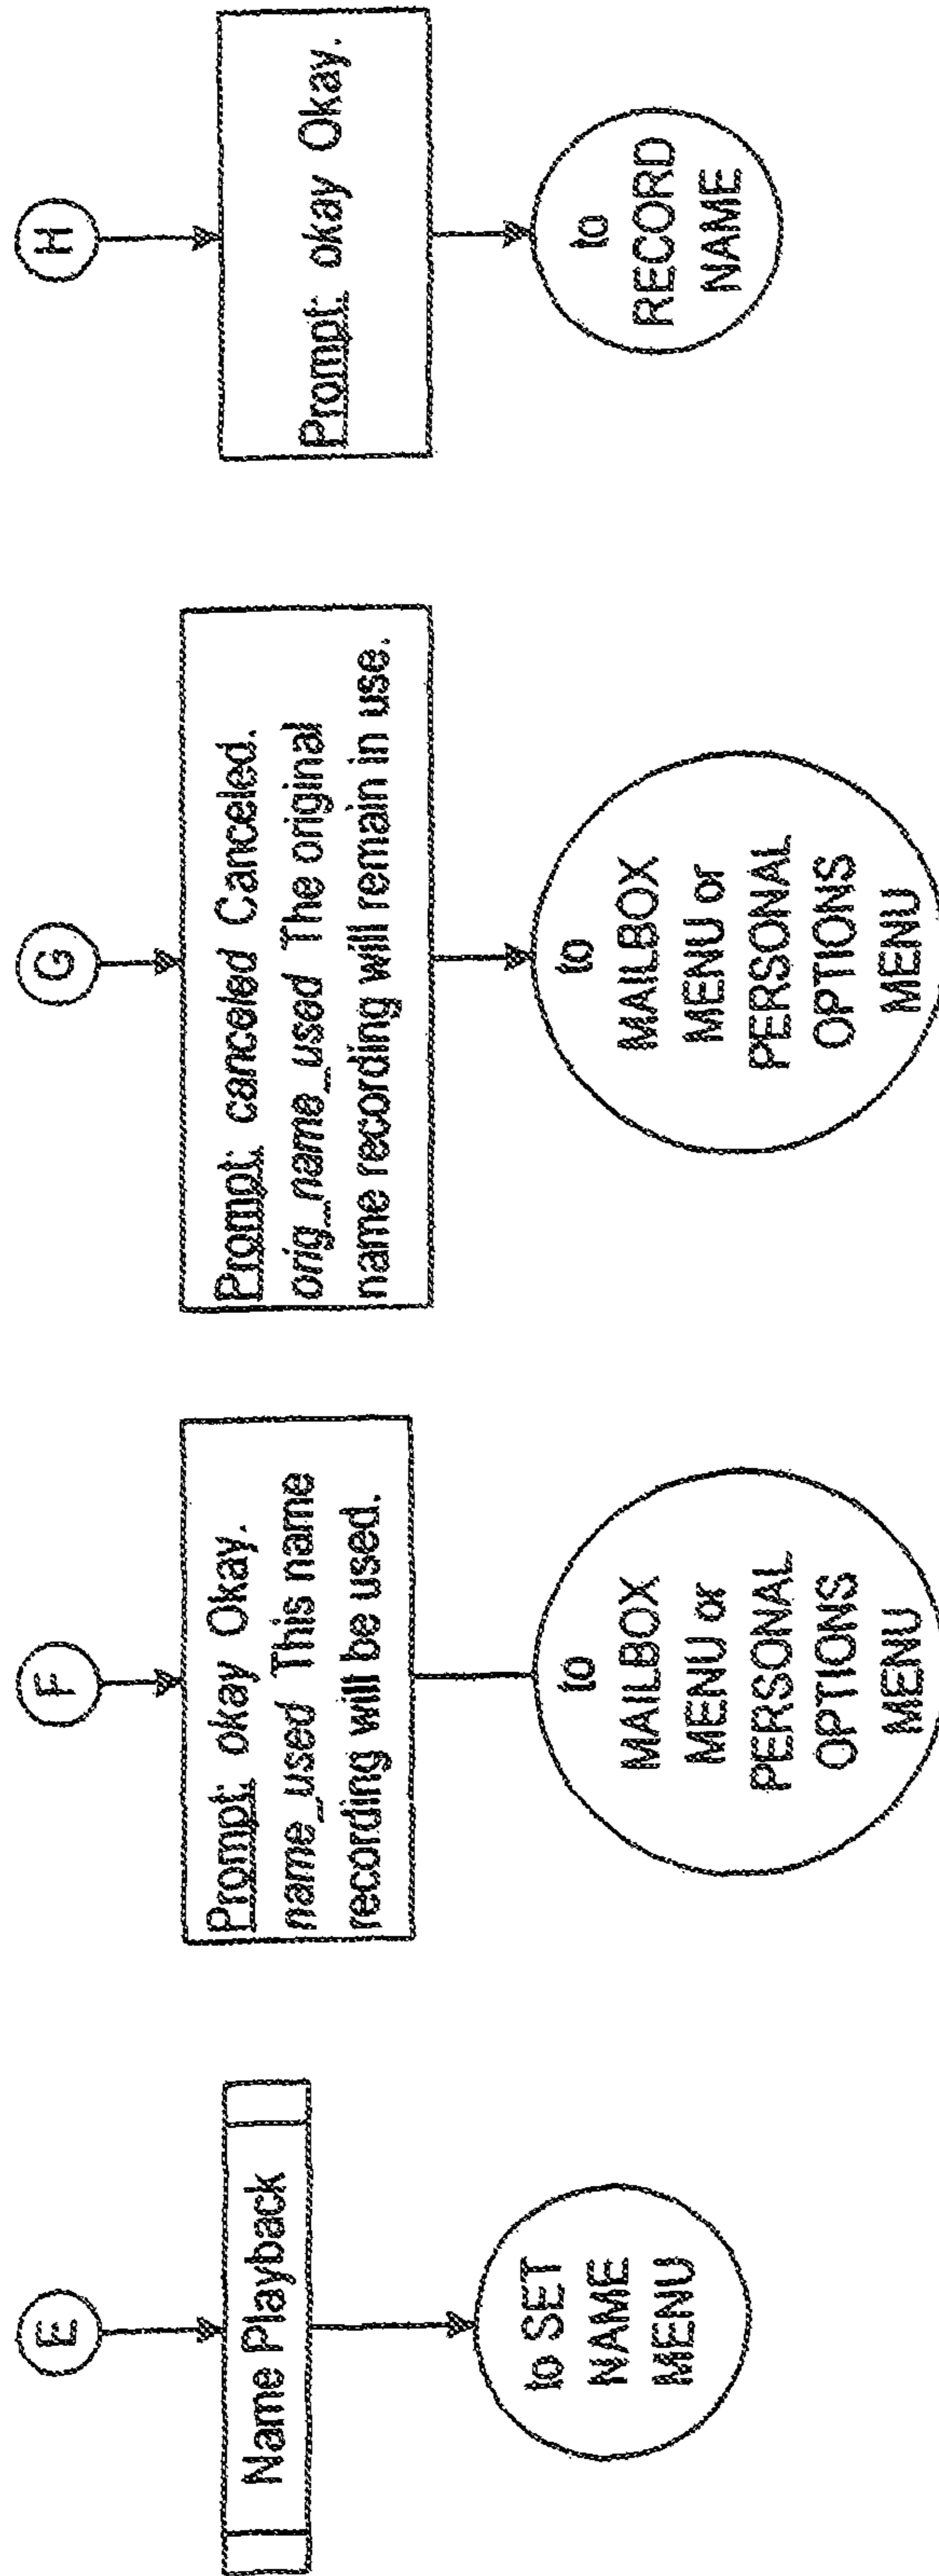 E
Name Playback
to SET
NAME
MENU
F
Prompt: okay Okay.
name_used This name
recording will be used.
to
MAILBOX
MENU or
PERSONAL
OPTIONS
MENU
G
Prompt: canceled Canceled.
orig_name_used The original
name recording will remain in use.
to
MAILBOX
MENU or
PERSONAL
OPTIONS
MENU
H
Prompt: okay Okay.
to
RECORD
NAME